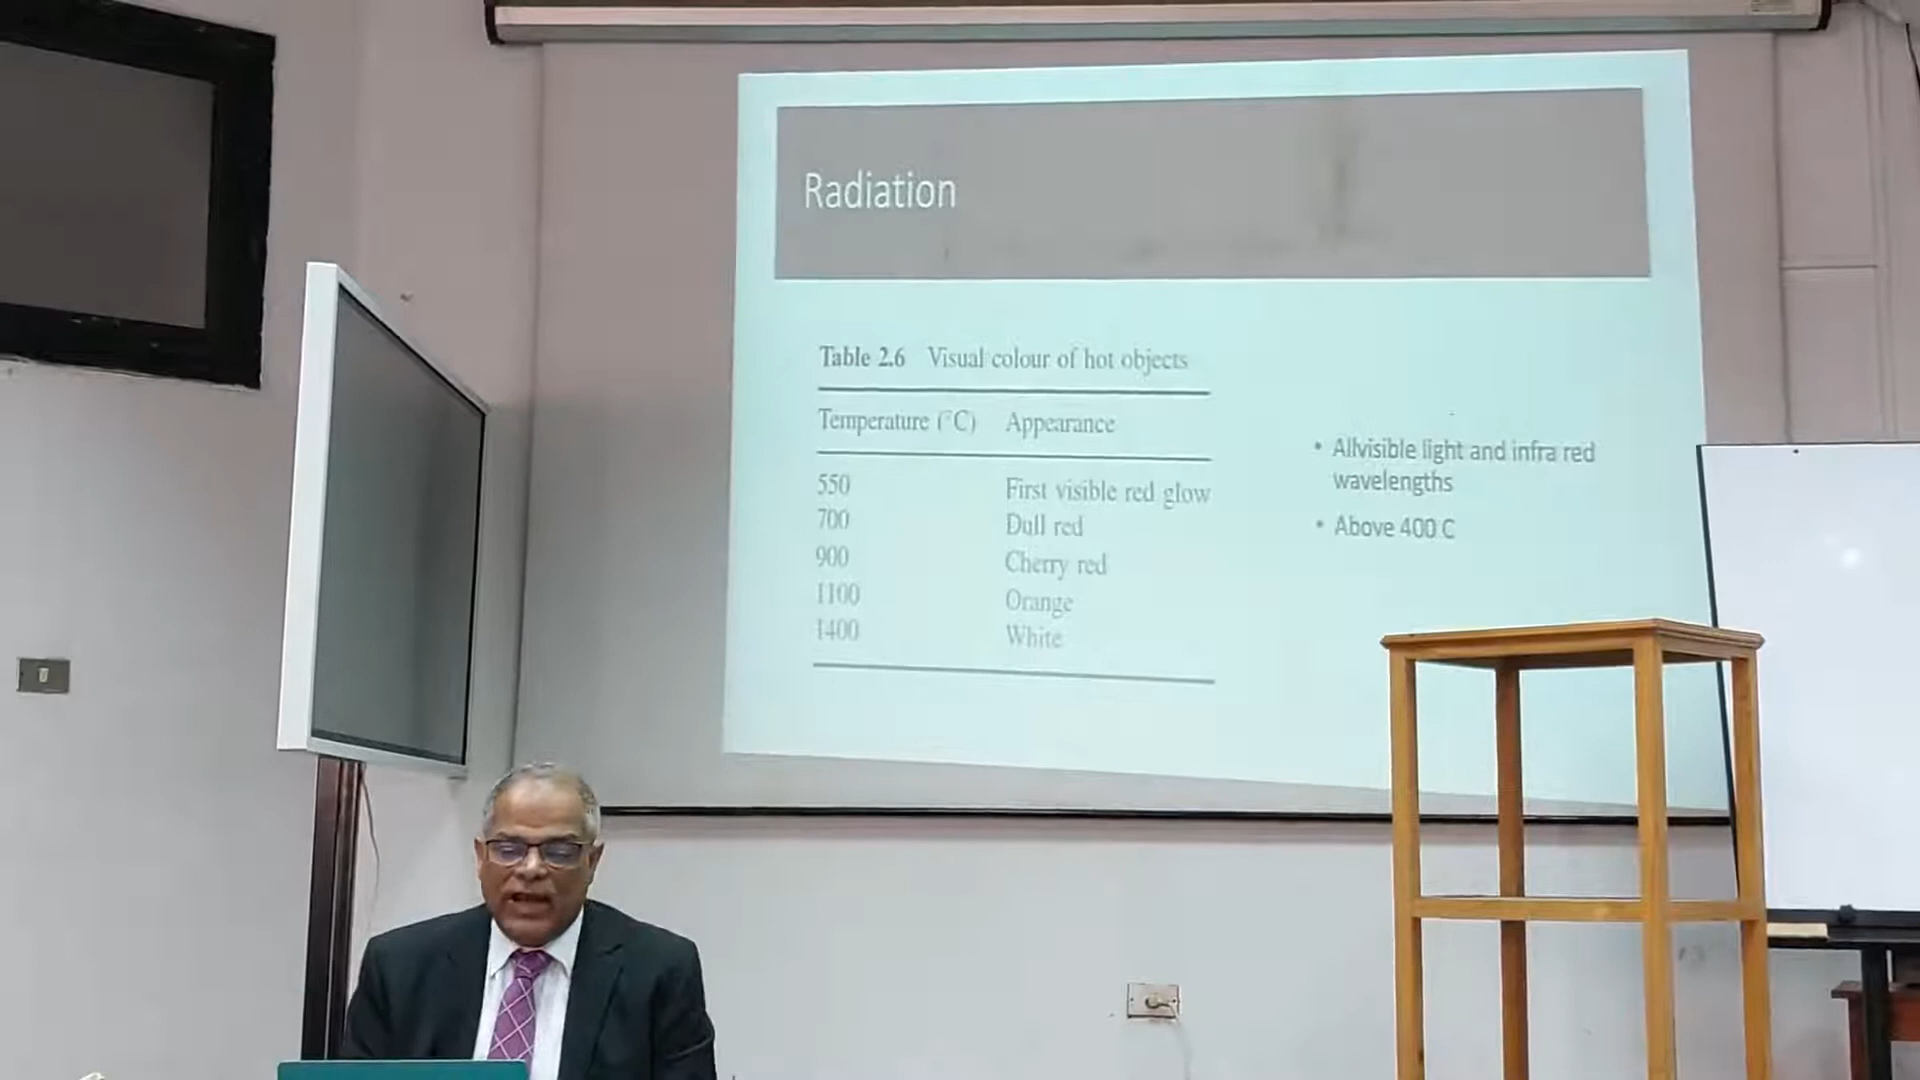 Radiation
Table 2.6 Visual colour of hot objects
Temperature (°C) Appearance
550 First visible red glow
700 Dull red
900 Cherry red
1100 Orange
1400 White
• Allvisible light and infra red
wavelengths
• Above 400 C